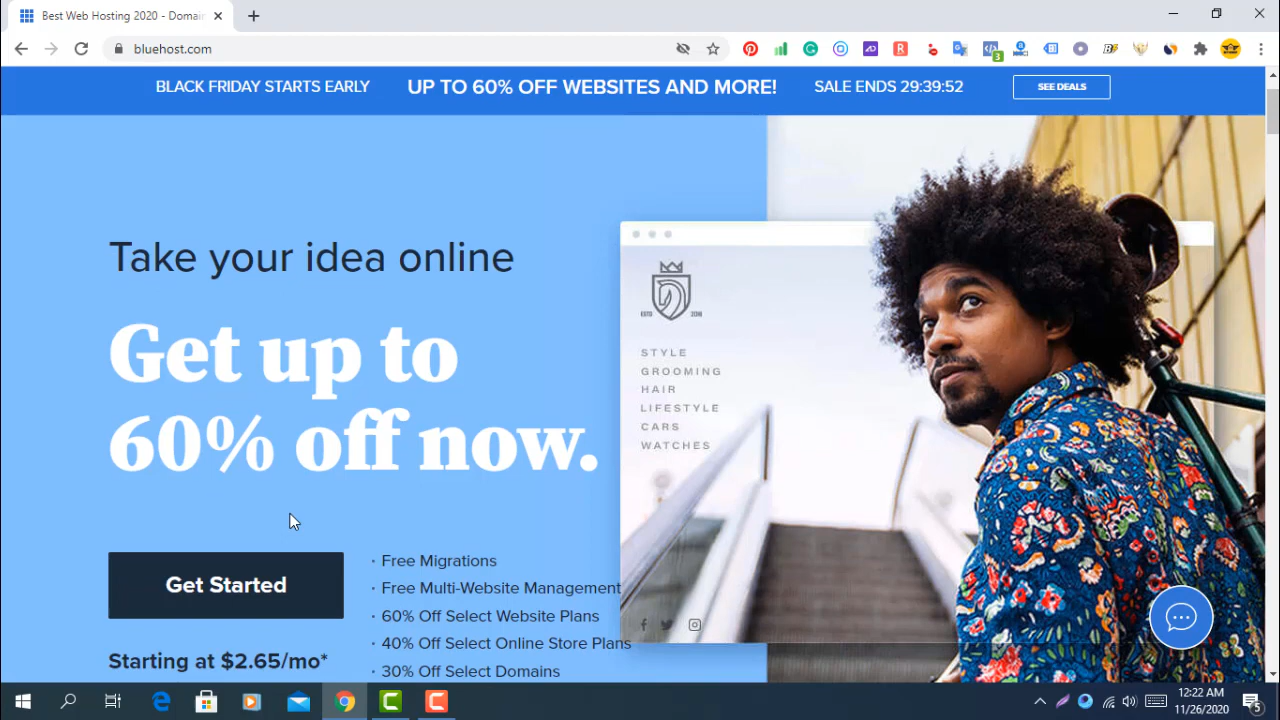 Best Web Hosting 2020 - Domain
bluehost.com
3
BLACK FRIDAY STARTS EARLY
UP TO 60% OFF WEBSITES AND MORE!
SALE ENDS 29:39:52
SEE DEALS
Take your idea online
Get up to
60% off now.
Get Started
Starting at $2.65/mo*
· Free Migrations
· Free Multi-Website Management
· 60% Off Select Website Plans
· 40% Off Select Online Store Plans
· 30% Off Select Domains
STYLE
GROOMING
HAIR
LIFESTYLE
CARS
WATCHES
12:22 AM
11/26/2020
5